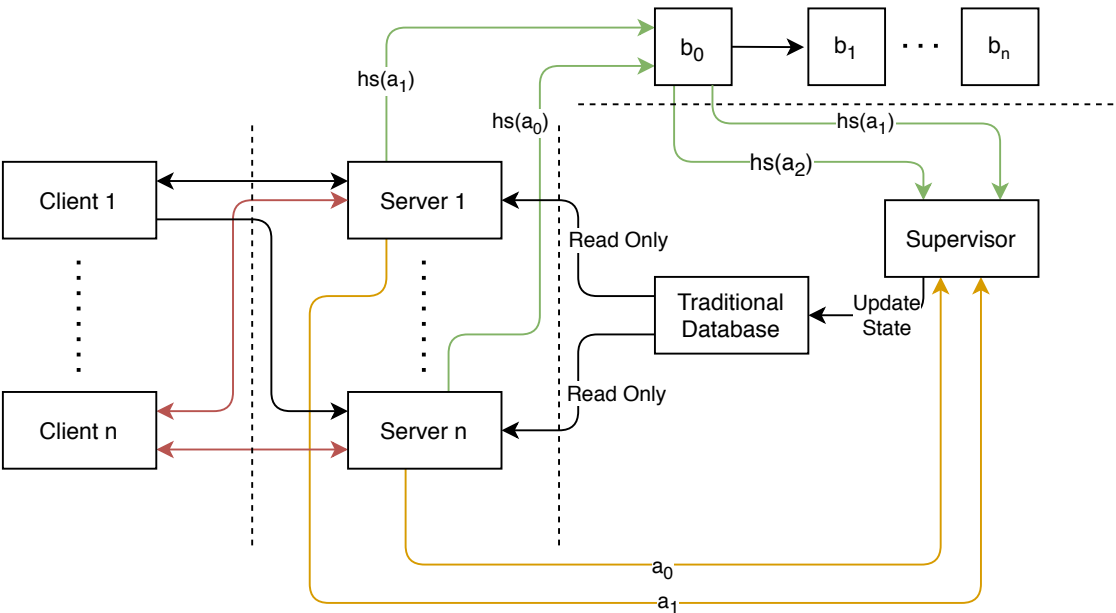 b₀
b₁
bₙ
hs(a₁)
hs(a₀)
hs(a₁)
hs(a₂)
Client 1
Server 1
Supervisor
Read Only
Traditional
Database
Update
State
Read Only
Client n
Server n
a₀
a₁